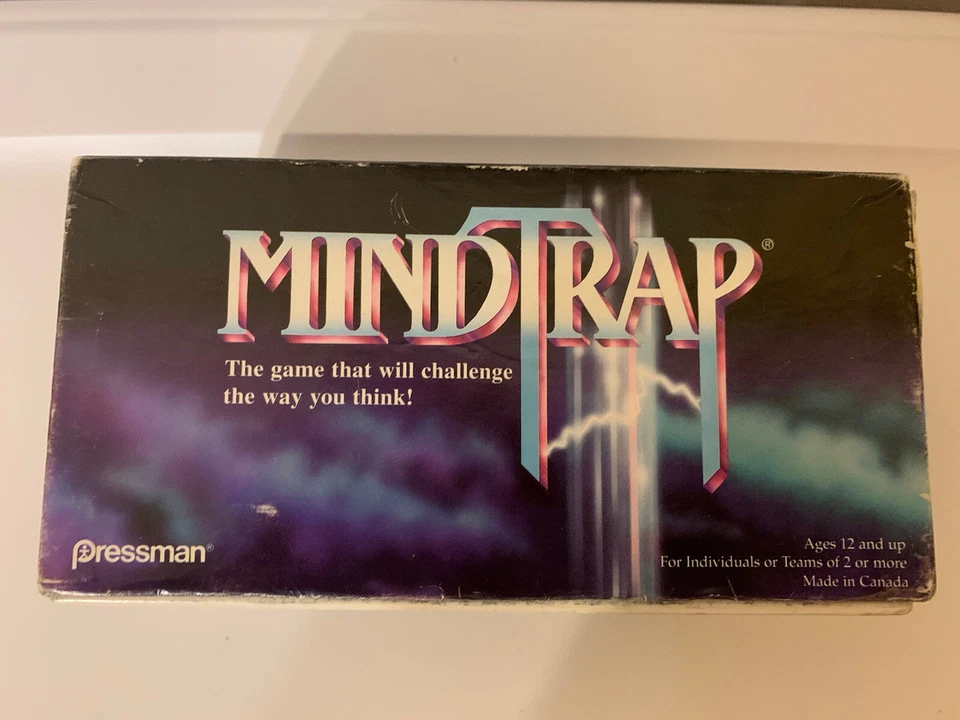 MINDTRAP®
The game that will challenge
the way you think!
Pressman®
Ages 12 and up
For Individuals or Teams of 2 or more
Made in Canada